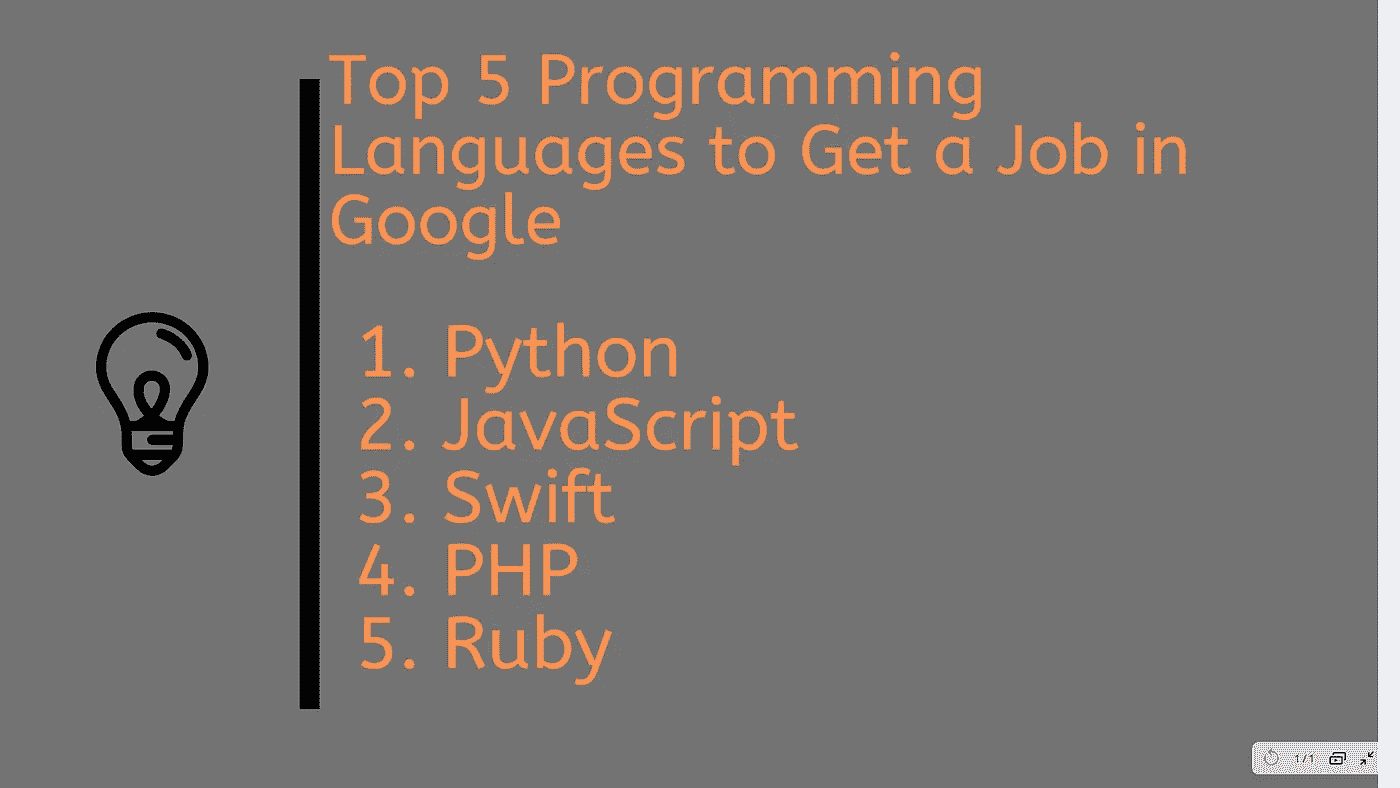 Top 5 Programming
Languages to Get a Job in
Google
1. Python
2. JavaScript
3. Swift
4. PHP
5. Ruby
1/1